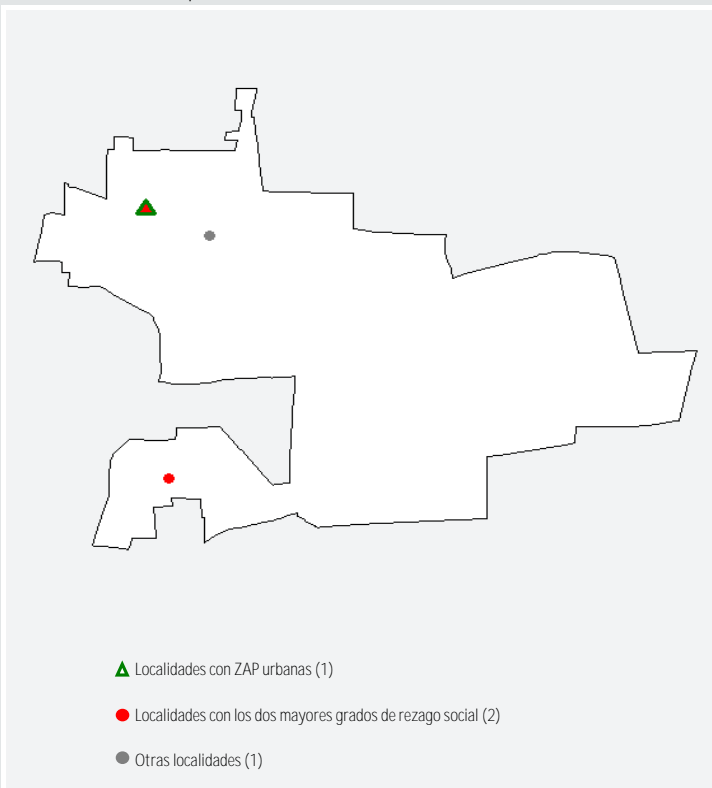 Localidades con ZAP urbanas (1)
Localidades con los dos mayores grados de rezago social (2)
Otras localidades (1)